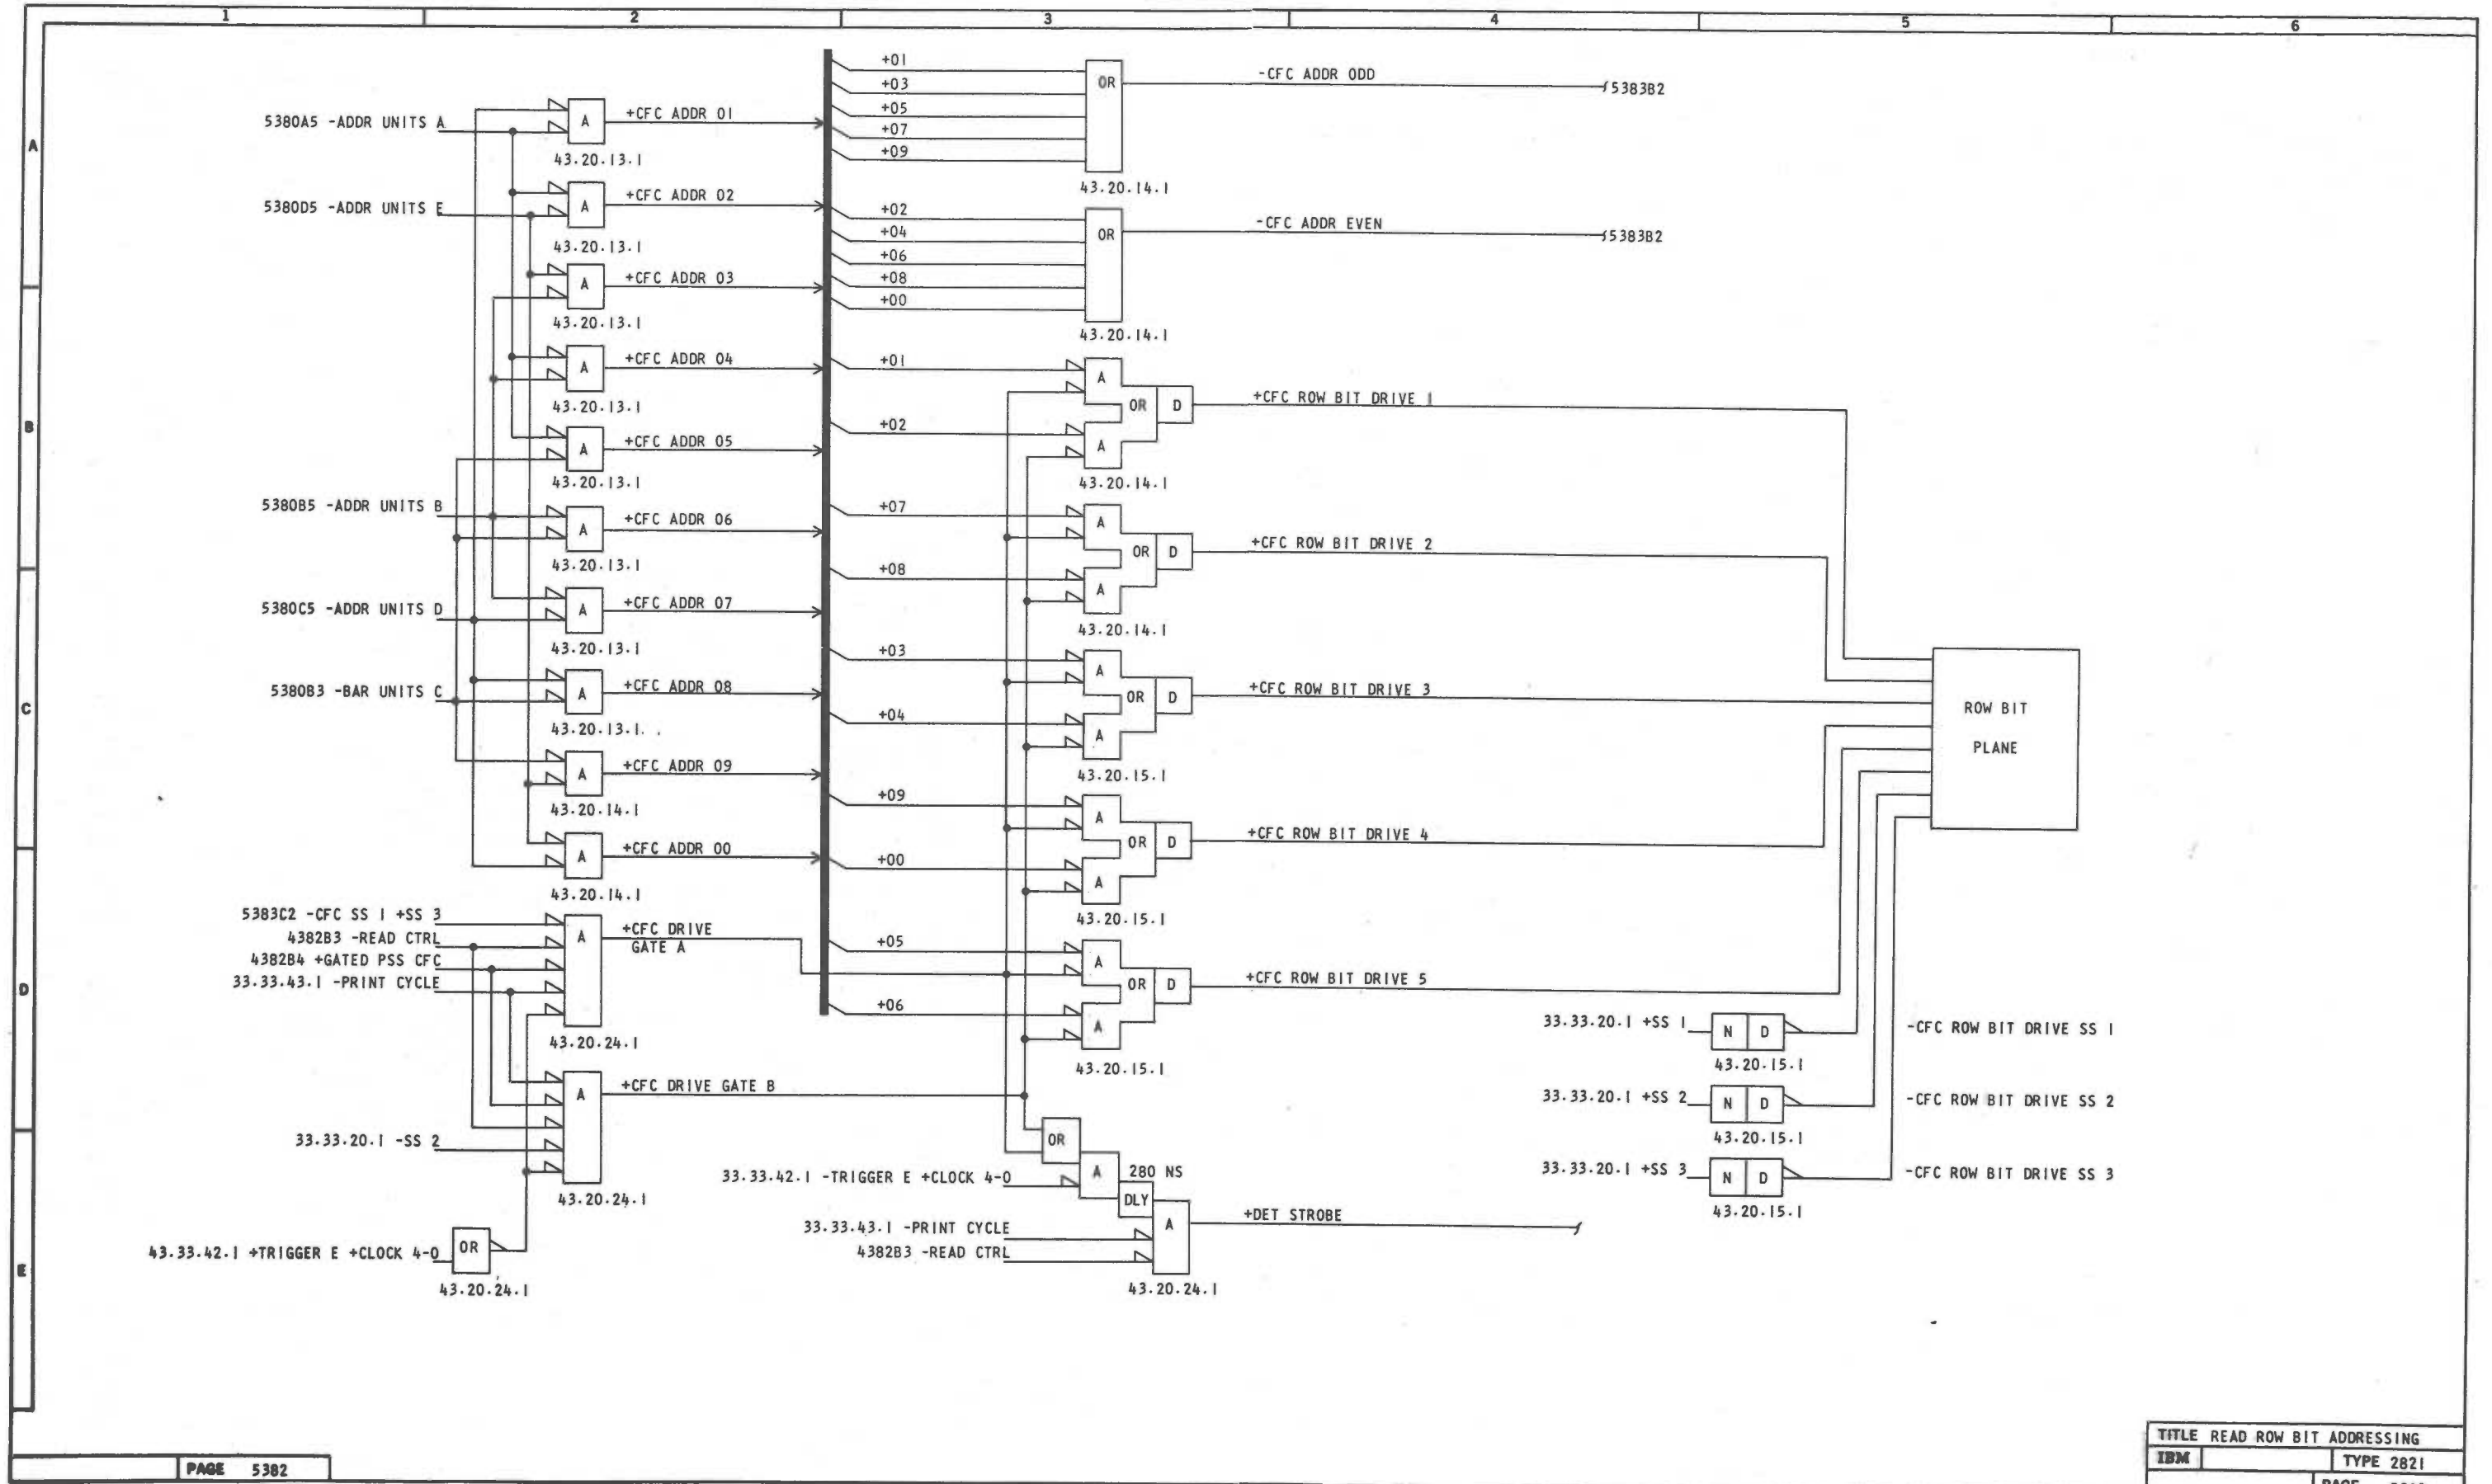 1 2 3 4 5 6
A
B
C
D
E
5380A5 -ADDR UNITS A
5380D5 -ADDR UNITS E
5380B5 -ADDR UNITS B
5380C5 -ADDR UNITS D
5380B3 -BAR UNITS C
5383C2 -CFC SS 1 +SS 3
4382B3 -READ CTRL
4382B4 +GATED PSS CFC
33.33.43.1 -PRINT CYCLE
33.33.20.1 -SS 2
43.33.42.1 +TRIGGER E +CLOCK 4-0
OR
43.20.24.1
A
+CFC ADDR 01
43.20.13.1
A
+CFC ADDR 02
43.20.13.1
A
+CFC ADDR 03
43.20.13.1
A
+CFC ADDR 04
43.20.13.1
A
+CFC ADDR 05
43.20.13.1
A
+CFC ADDR 06
43.20.13.1
A
+CFC ADDR 07
43.20.13.1
A
+CFC ADDR 08
43.20.13.1
A
+CFC ADDR 09
43.20.14.1
A
+CFC ADDR 00
43.20.14.1
A
+CFC DRIVE
GATE A
43.20.24.1
A
+CFC DRIVE GATE B
43.20.24.1
+01
+03
+05
+07
+09
OR
43.20.14.1
-CFC ADDR ODD
5383B2
+02
+04
+06
+08
+00
OR
43.20.14.1
-CFC ADDR EVEN
5383B2
+01
+02
A
A
OR D
43.20.14.1
+CFC ROW BIT DRIVE 1
+07
+08
A
A
OR D
43.20.14.1
+CFC ROW BIT DRIVE 2
+03
+04
A
A
OR D
43.20.15.1
+CFC ROW BIT DRIVE 3
+09
+00
A
A
OR D
43.20.15.1
+CFC ROW BIT DRIVE 4
+05
+06
A
A
OR D
43.20.15.1
+CFC ROW BIT DRIVE 5
OR
33.33.42.1 -TRIGGER E +CLOCK 4-0
A
280 NS
DLY
33.33.43.1 -PRINT CYCLE
4382B3 -READ CTRL
A
+DET STROBE
43.20.24.1
ROW BIT
PLANE
33.33.20.1 +SS 1
N D
43.20.15.1
-CFC ROW BIT DRIVE SS 1
33.33.20.1 +SS 2
N D
43.20.15.1
-CFC ROW BIT DRIVE SS 2
33.33.20.1 +SS 3
N D
43.20.15.1
-CFC ROW BIT DRIVE SS 3
PAGE 5382
TITLE READ ROW BIT ADDRESSING
IBM TYPE 2821
PAGE